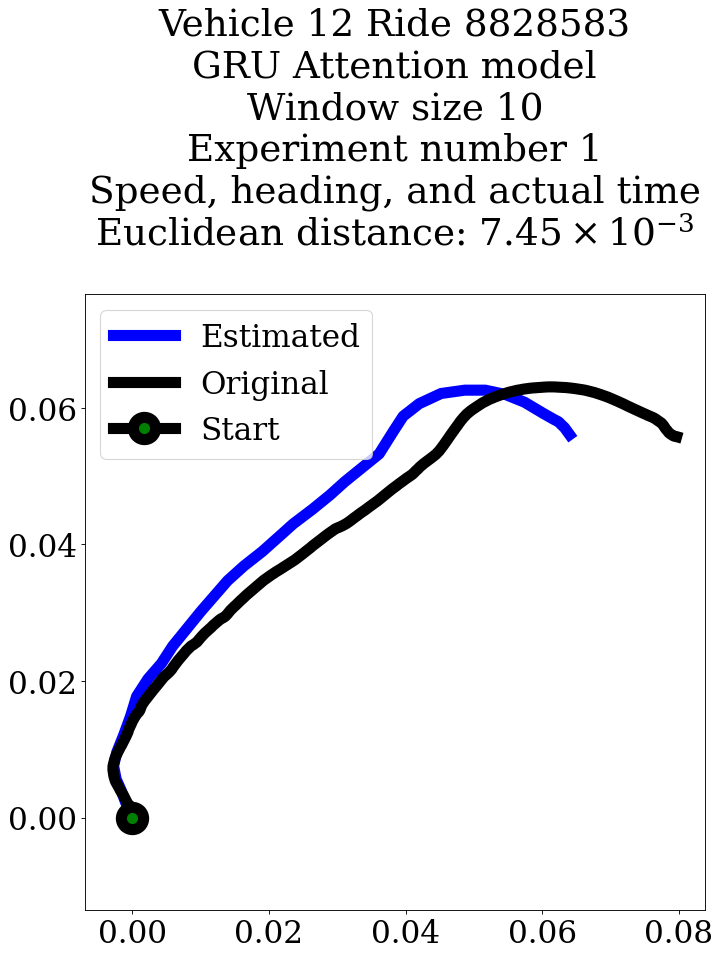 Vehicle 12 Ride 8828583
GRU Attention model
Window size 10
Experiment number 1
Speed, heading, and actual time
Euclidean distance: 7.45 × 10⁻³
Estimated
Original
Start
0.06
0.04
0.02
0.00
0.00 0.02 0.04 0.06 0.08